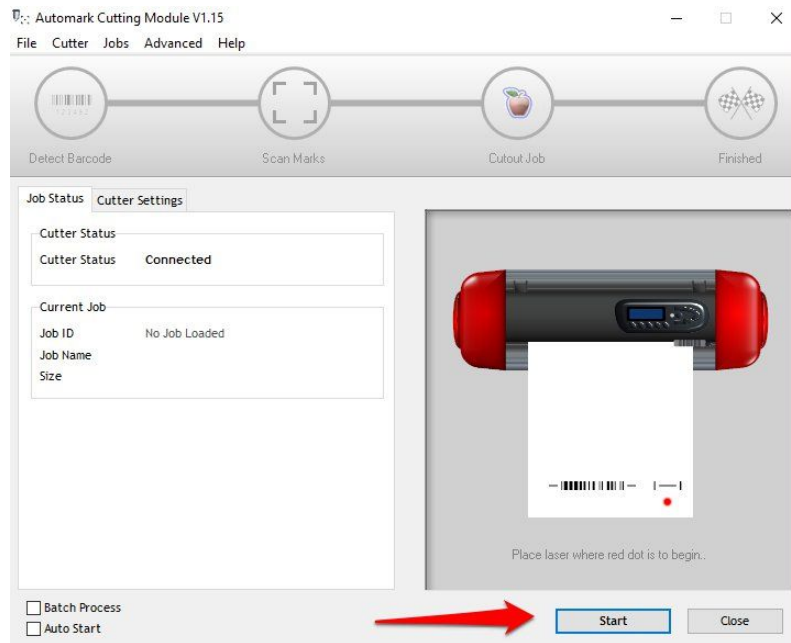 Automark Cutting Module V1.15
File Cutter Jobs Advanced Help
Detect Barcode Scan Marks Cutout Job Finished
Job Status Cutter Settings
Cutter Status
Cutter Status Connected
Current Job
Job ID No Job Loaded
Job Name
Size
Place laser where red dot is to begin..
Batch Process
Auto Start
Start Close